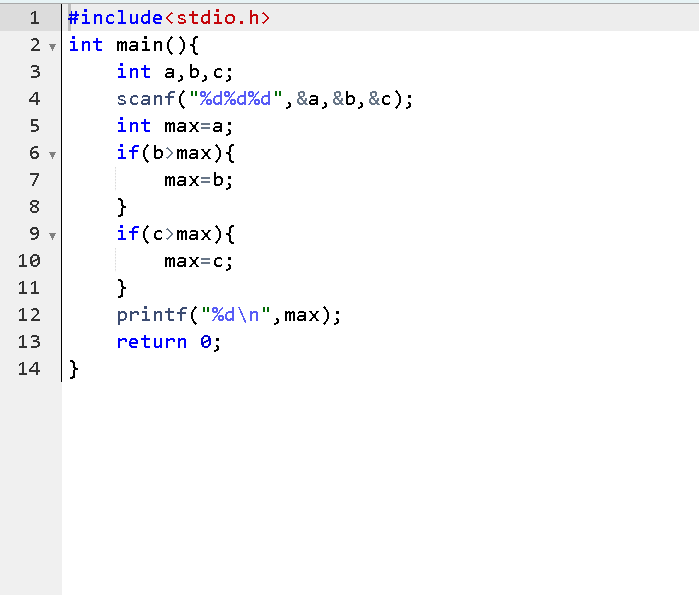 1 #include<stdio.h>
2 int main(){
3     int a,b,c;
4     scanf("%d%d%d",&a,&b,&c);
5     int max=a;
6     if(b>max){
7         max=b;
8     }
9     if(c>max){
10         max=c;
11     }
12     printf("%d\n",max);
13     return 0;
14 }